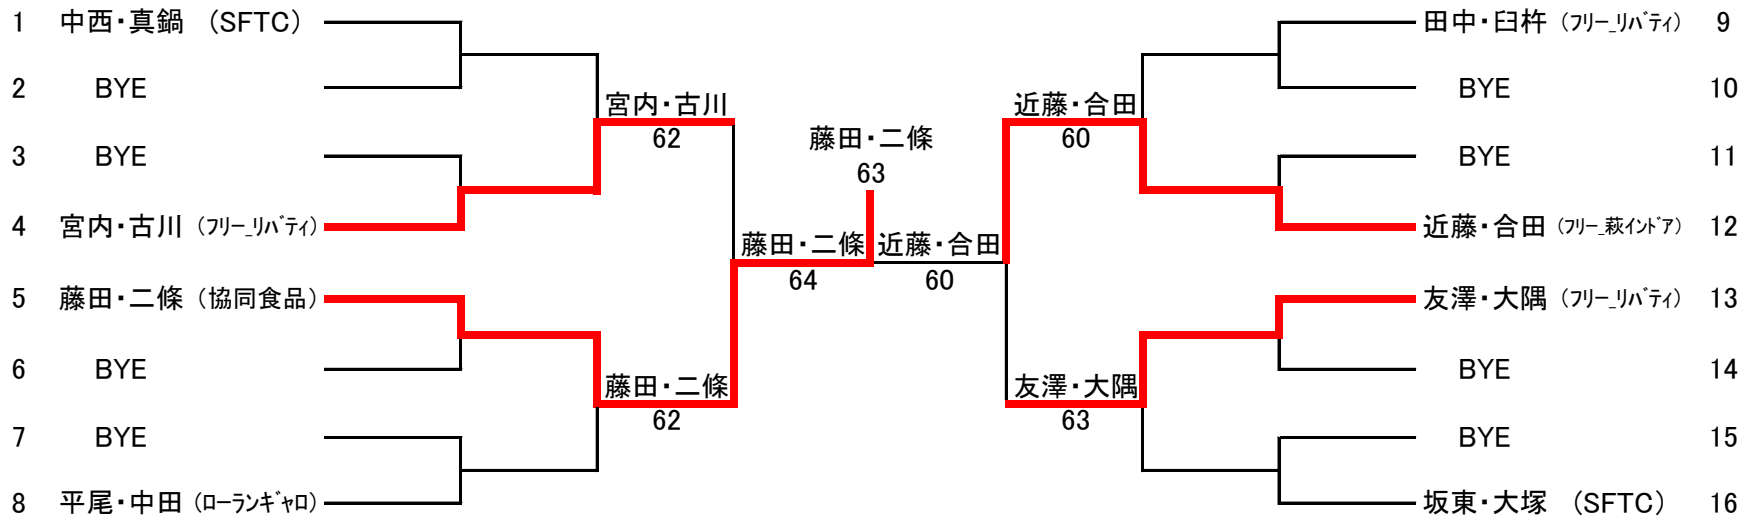 1 中西・真鍋 (SFTC)
2 BYE
3 BYE
4 宮内・古川 (フリー_リバティ)
5 藤田・二條 (協同食品)
6 BYE
7 BYE
8 平尾・中田 (ローランギャロ)
宮内・古川
62
藤田・二條
62
藤田・二條
64
藤田・二條
63
近藤・合田
60
近藤・合田
60
友澤・大隅
63
田中・臼杵 (フリー_リバティ) 9
BYE 10
BYE 11
近藤・合田 (フリー_萩インドア) 12
友澤・大隅 (フリー_リバティ) 13
BYE 14
BYE 15
坂東・大塚 (SFTC) 16